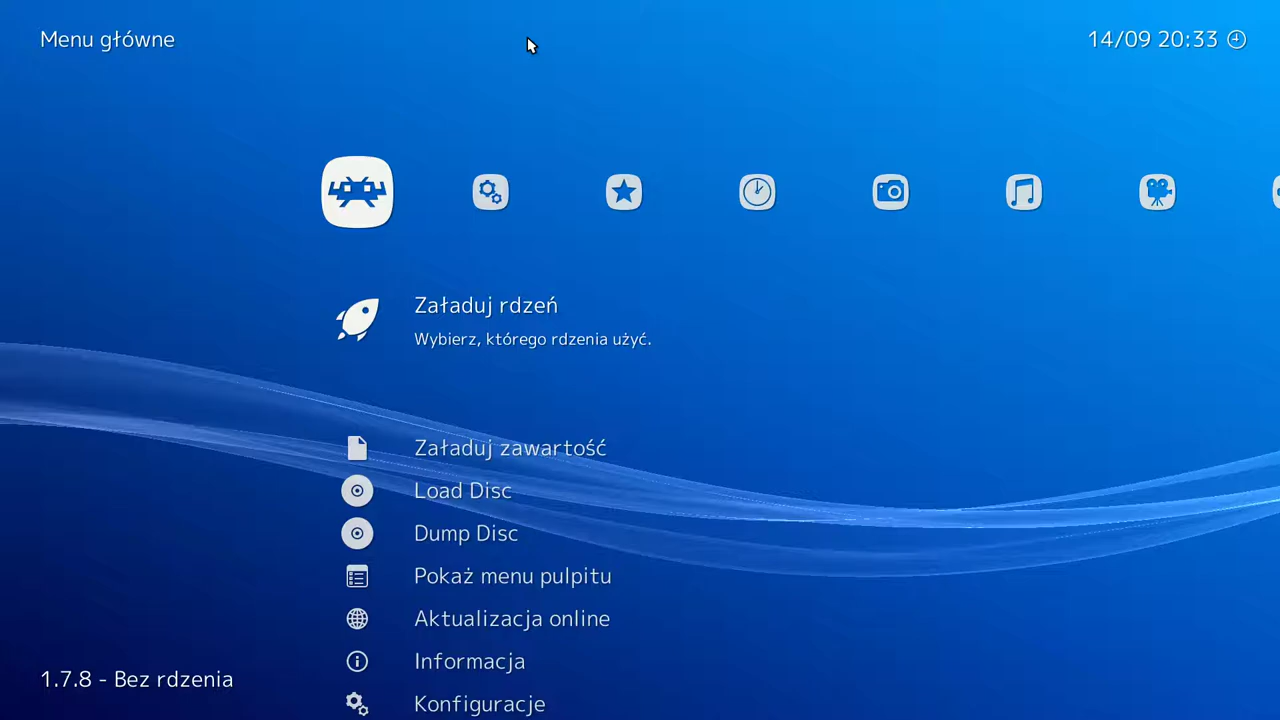 Menu główne
14/09 20:33
Załaduj rdzeń
Wybierz, którego rdzenia użyć.
Załaduj zawartość
Load Disc
Dump Disc
Pokaż menu pulpitu
Aktualizacja online
Informacja
Konfiguracje
1.7.8 - Bez rdzenia